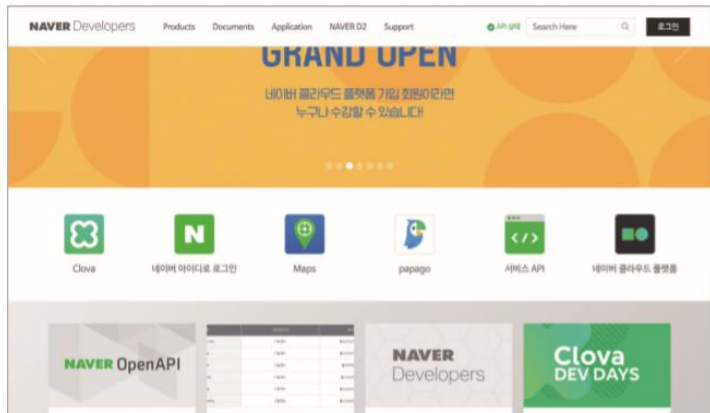 NAVER Developers Products Documents Application NAVER D2 Support API 상태 Search Here 로그인
GRAND OPEN
네이버 클라우드 플랫폼 가입 회원이라면
누구나 수강할 수 있습니다!
Clova 네이버 아이디로 로그인 Maps papago 서비스 API 네이버 클라우드 플랫폼
NAVER OpenAPI
NAVER
Developers
Clova
DEV DAYS